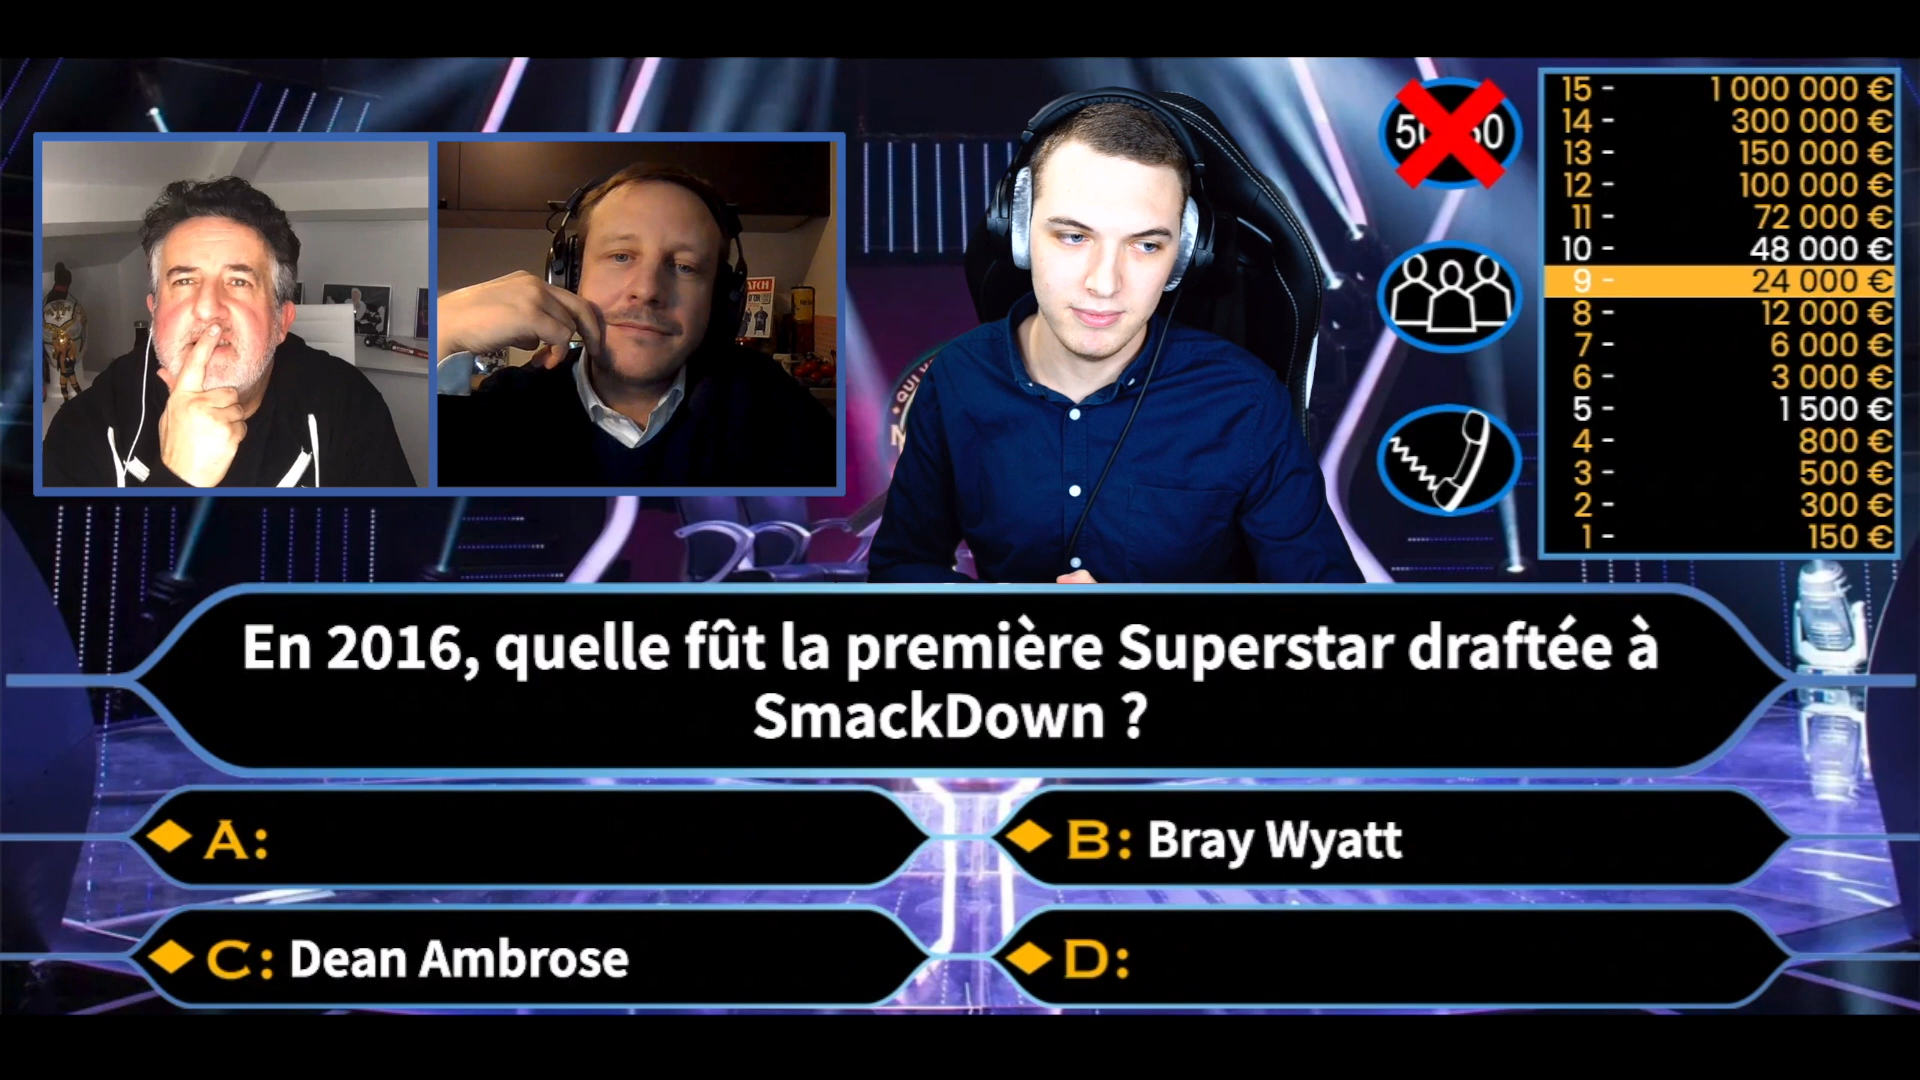 15 - 1 000 000 €
14 - 300 000 €
13 - 150 000 €
12 - 100 000 €
11 - 72 000 €
10 - 48 000 €
9 - 24 000 €
8 - 12 000 €
7 - 6 000 €
6 - 3 000 €
5 - 1 500 €
4 - 800 €
3 - 500 €
2 - 300 €
1 - 150 €
En 2016, quelle fût la première Superstar draftée à
SmackDown ?
A:
B: Bray Wyatt
C: Dean Ambrose
D: